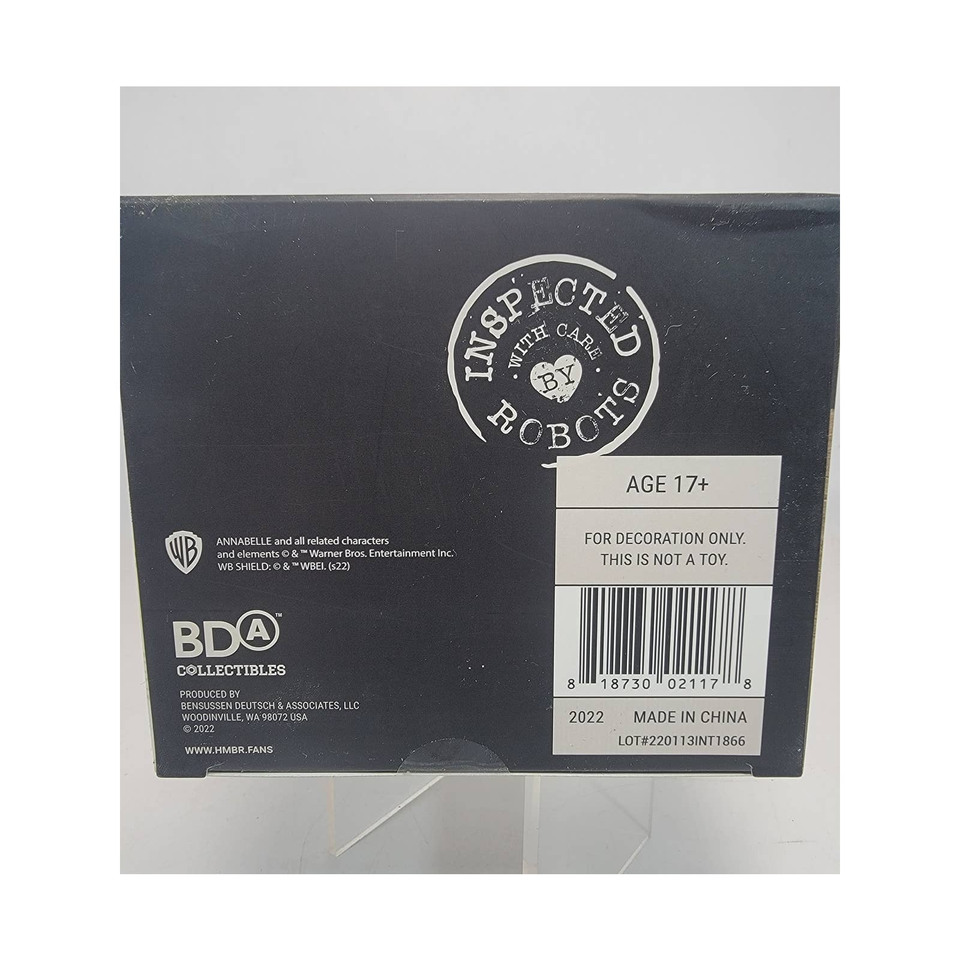 INSPECTED
WITH CARE
BY
ROBOTS
AGE 17+
FOR DECORATION ONLY.
THIS IS NOT A TOY.
8 18730 02117 8
2022 MADE IN CHINA
LOT#220113INT1866
WB
ANNABELLE and all related characters
and elements © & ™ Warner Bros. Entertainment Inc.
WB SHIELD: © & ™ WBEI. (s22)
BDA™
COLLECTIBLES
PRODUCED BY
BENSUSSEN DEUTSCH & ASSOCIATES, LLC
WOODINVILLE, WA 98072 USA
© 2022
WWW.HMBR.FANS